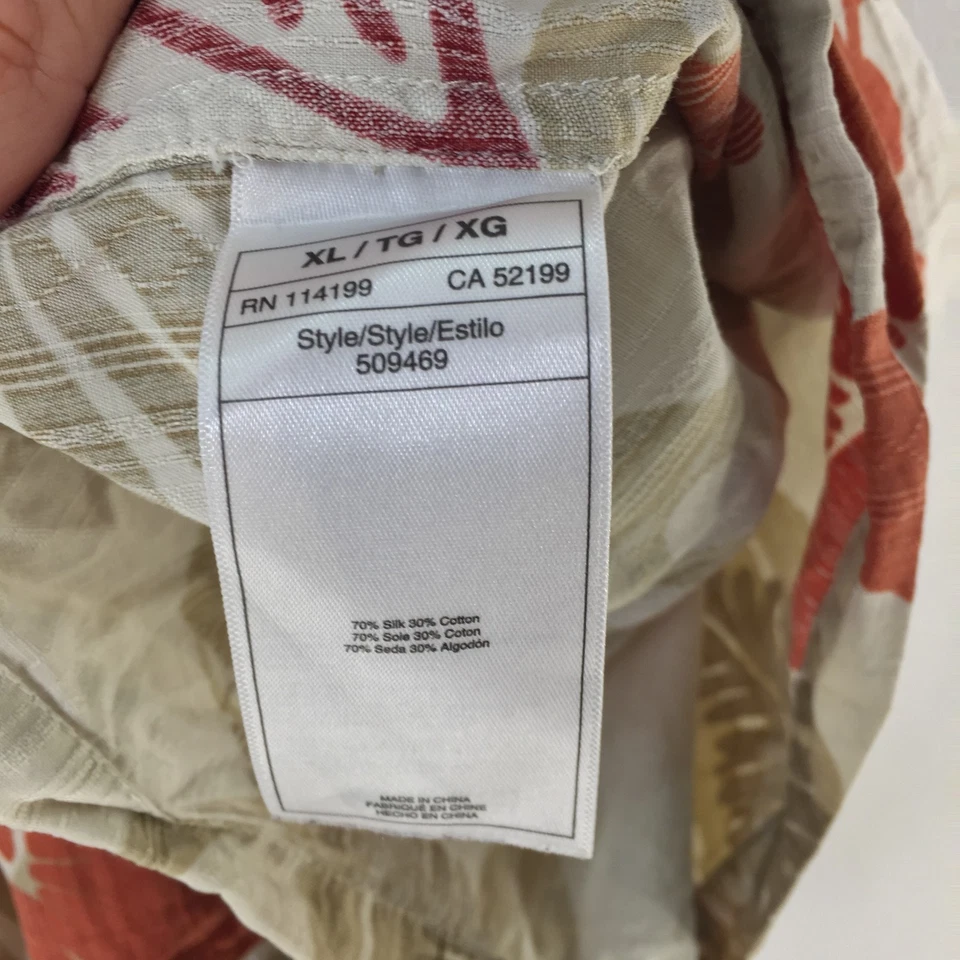 XL / TG / XG
RN 114199 CA 52199
Style/Style/Estilo
509469
70% Silk 30% Cotton
70% Soie 30% Coton
70% Seda 30% Algodón
MADE IN CHINA
FABRIQUÉ EN CHINE
HECHO EN CHINA